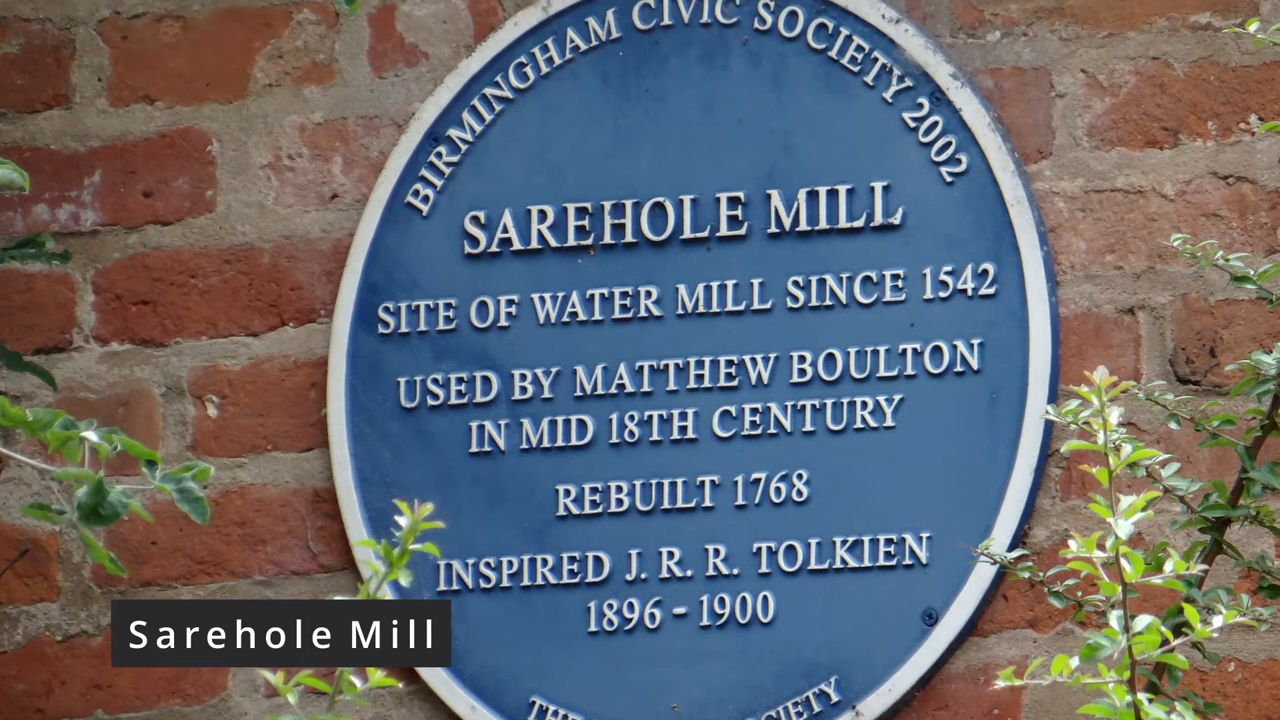 BIRMINGHAM CIVIC SOCIETY 2002
SAREHOLE MILL
SITE OF WATER MILL SINCE 1542
USED BY MATTHEW BOULTON
IN MID 18TH CENTURY
REBUILT 1768
INSPIRED J. R. R. TOLKIEN
1896 - 1900
Sarehole Mill